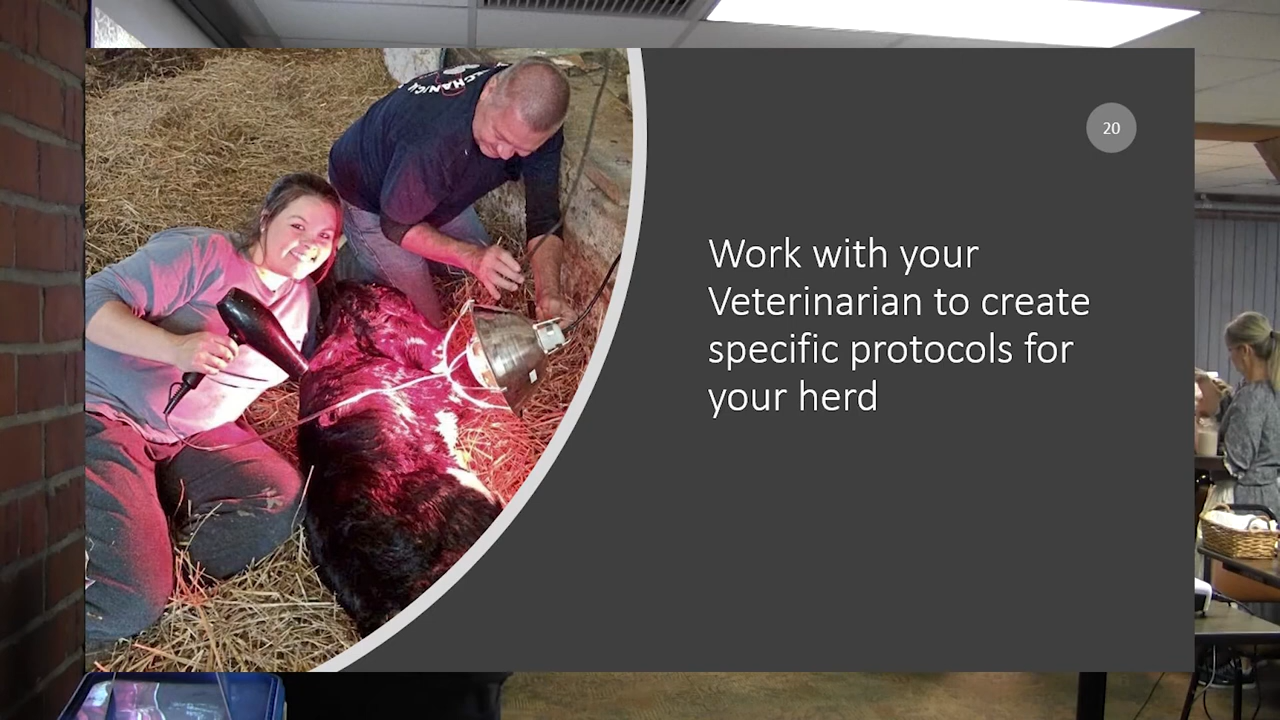 20
Work with your
Veterinarian to create
specific protocols for
your herd